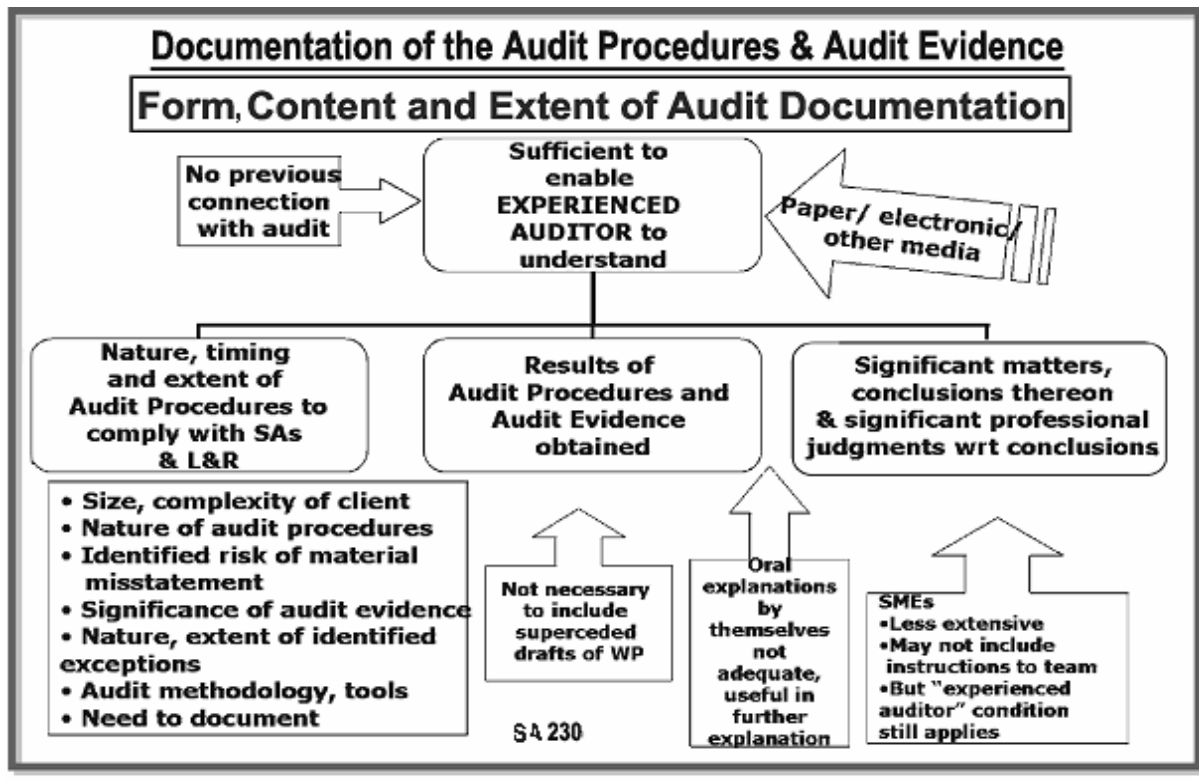 Documentation of the Audit Procedures & Audit Evidence
Form, Content and Extent of Audit Documentation
No previous
connection
with audit
Sufficient to
enable
EXPERIENCED
AUDITOR to
understand
Paper/ electronic/
other media
Nature, timing
and extent of
Audit Procedures to
comply with SAs
& L&R
Results of
Audit Procedures and
Audit Evidence
obtained
Significant matters,
conclusions thereon
& significant professional
judgments wrt conclusions
• Size, complexity of client
• Nature of audit procedures
• Identified risk of material
misstatement
• Significance of audit evidence
• Nature, extent of identified
exceptions
• Audit methodology, tools
• Need to document
Not necessary
to include
superceded
drafts of WP
Oral
explanations
by
themselves
not
adequate,
useful in
further
explanation
SMEs
•Less extensive
•May not include
instructions to team
•But “experienced
auditor” condition
still applies
SA 230